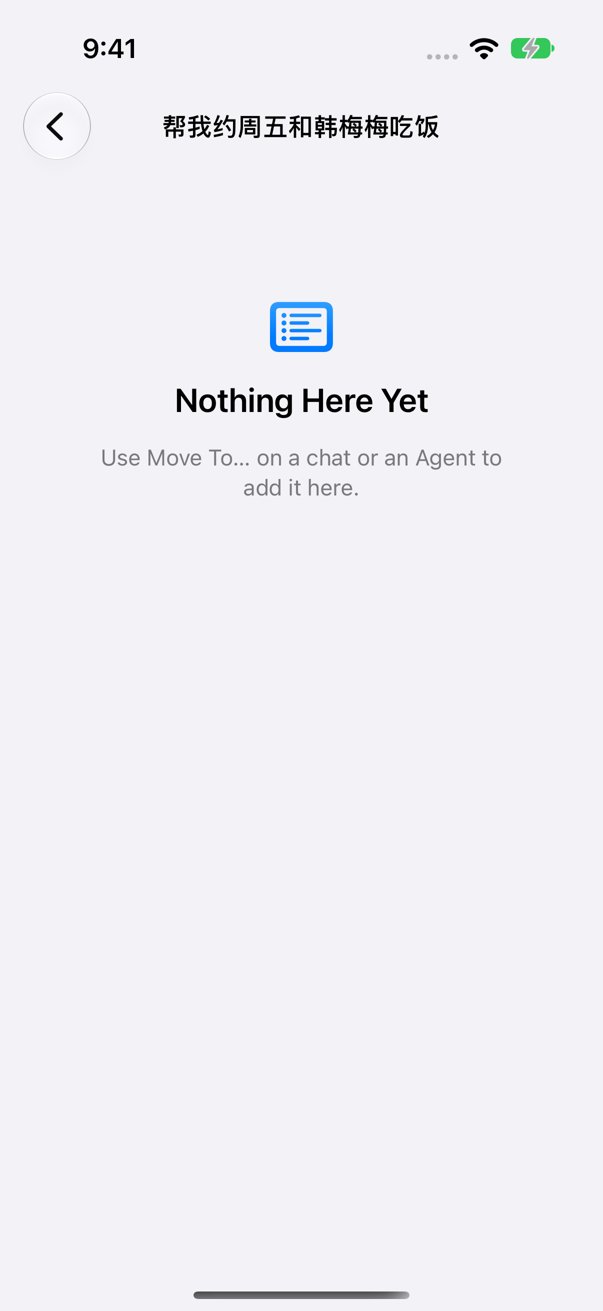 9:41
帮我约周五和韩梅梅吃饭
Nothing Here Yet
Use Move To... on a chat or an Agent to
add it here.